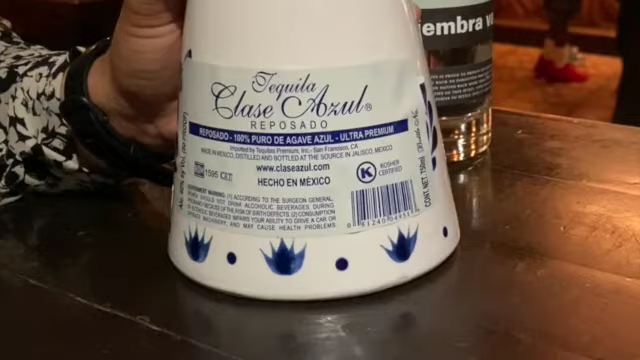 Tequila
Clase Azul®
REPOSADO
REPOSADO - 100% PURO DE AGAVE AZUL - ULTRA PREMIUM
Imported by Tequilas Premium, Inc - San Francisco, CA
MADE IN MEXICO, DISTILLED AND BOTTLED AT THE SOURCE IN JALISCO, MEXICO
www.claseazul.com
1595
HECHO EN MÉXICO
K
KOSHER
CERTIFIED
CONT. NET. 750ml
GOVERNMENT WARNING: (1) ACCORDING TO THE SURGEON GENERAL,
WOMEN SHOULD NOT DRINK ALCOHOLIC BEVERAGES DURING
PREGNANCY BECAUSE OF THE RISK OF BIRTH DEFECTS. (2) CONSUMPTION
OF ALCOHOLIC BEVERAGES IMPAIRS YOUR ABILITY TO DRIVE A CAR OR
OPERATE MACHINERY, AND MAY CAUSE HEALTH PROBLEMS
iembra